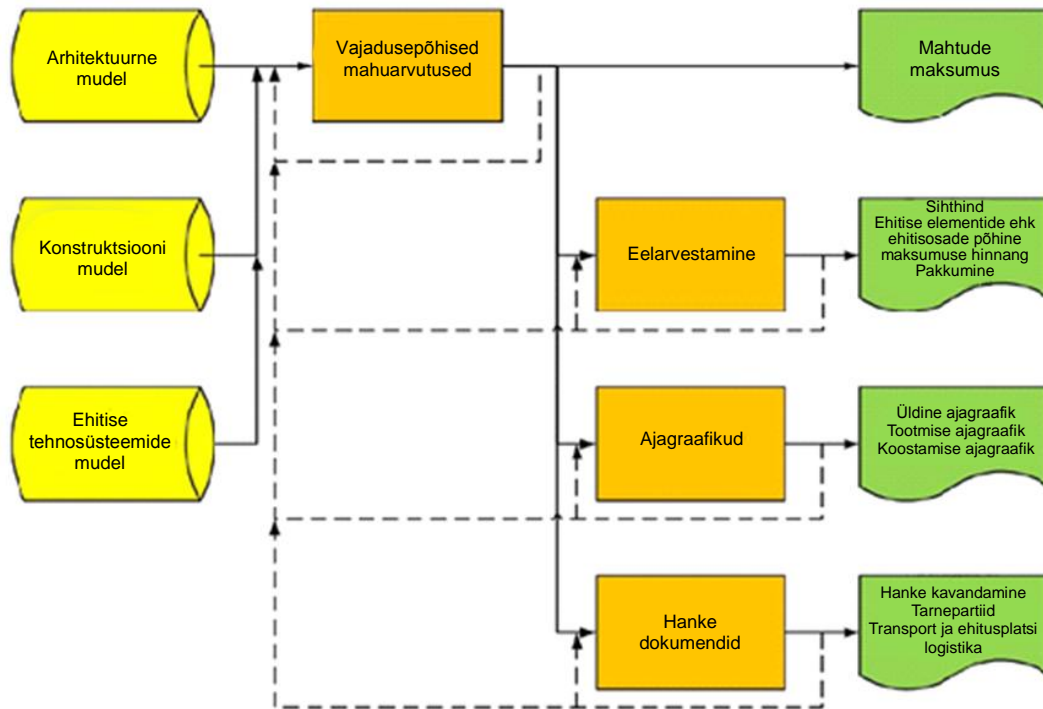 Arhitektuurne
mudel
Vajadusepõhised
mahuarvutused
Mahtude
maksumus
Konstruktsiooni
mudel
Eelarvestamine
Sihthind
Ehitise elementide ehk
ehitisosade põhine
maksumuse hinnang
Pakkumine
Ehitise
tehnosüsteemide
mudel
Ajagraafikud
Üldine ajagraafik
Tootmise ajagraafik
Koostamise ajagraafik
Hanke
dokumendid
Hanke kavandamine
Tarnepartiid
Transport ja ehitusplatsi
logistika